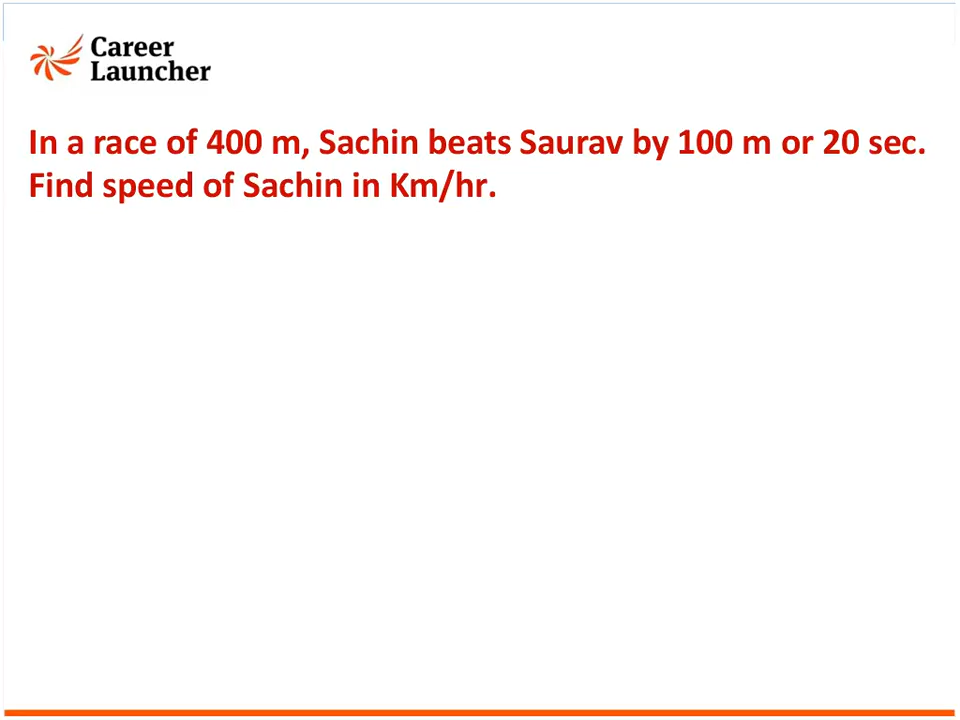 Career
Launcher
In a race of 400 m, Sachin beats Saurav by 100 m or 20 sec.
Find speed of Sachin in Km/hr.